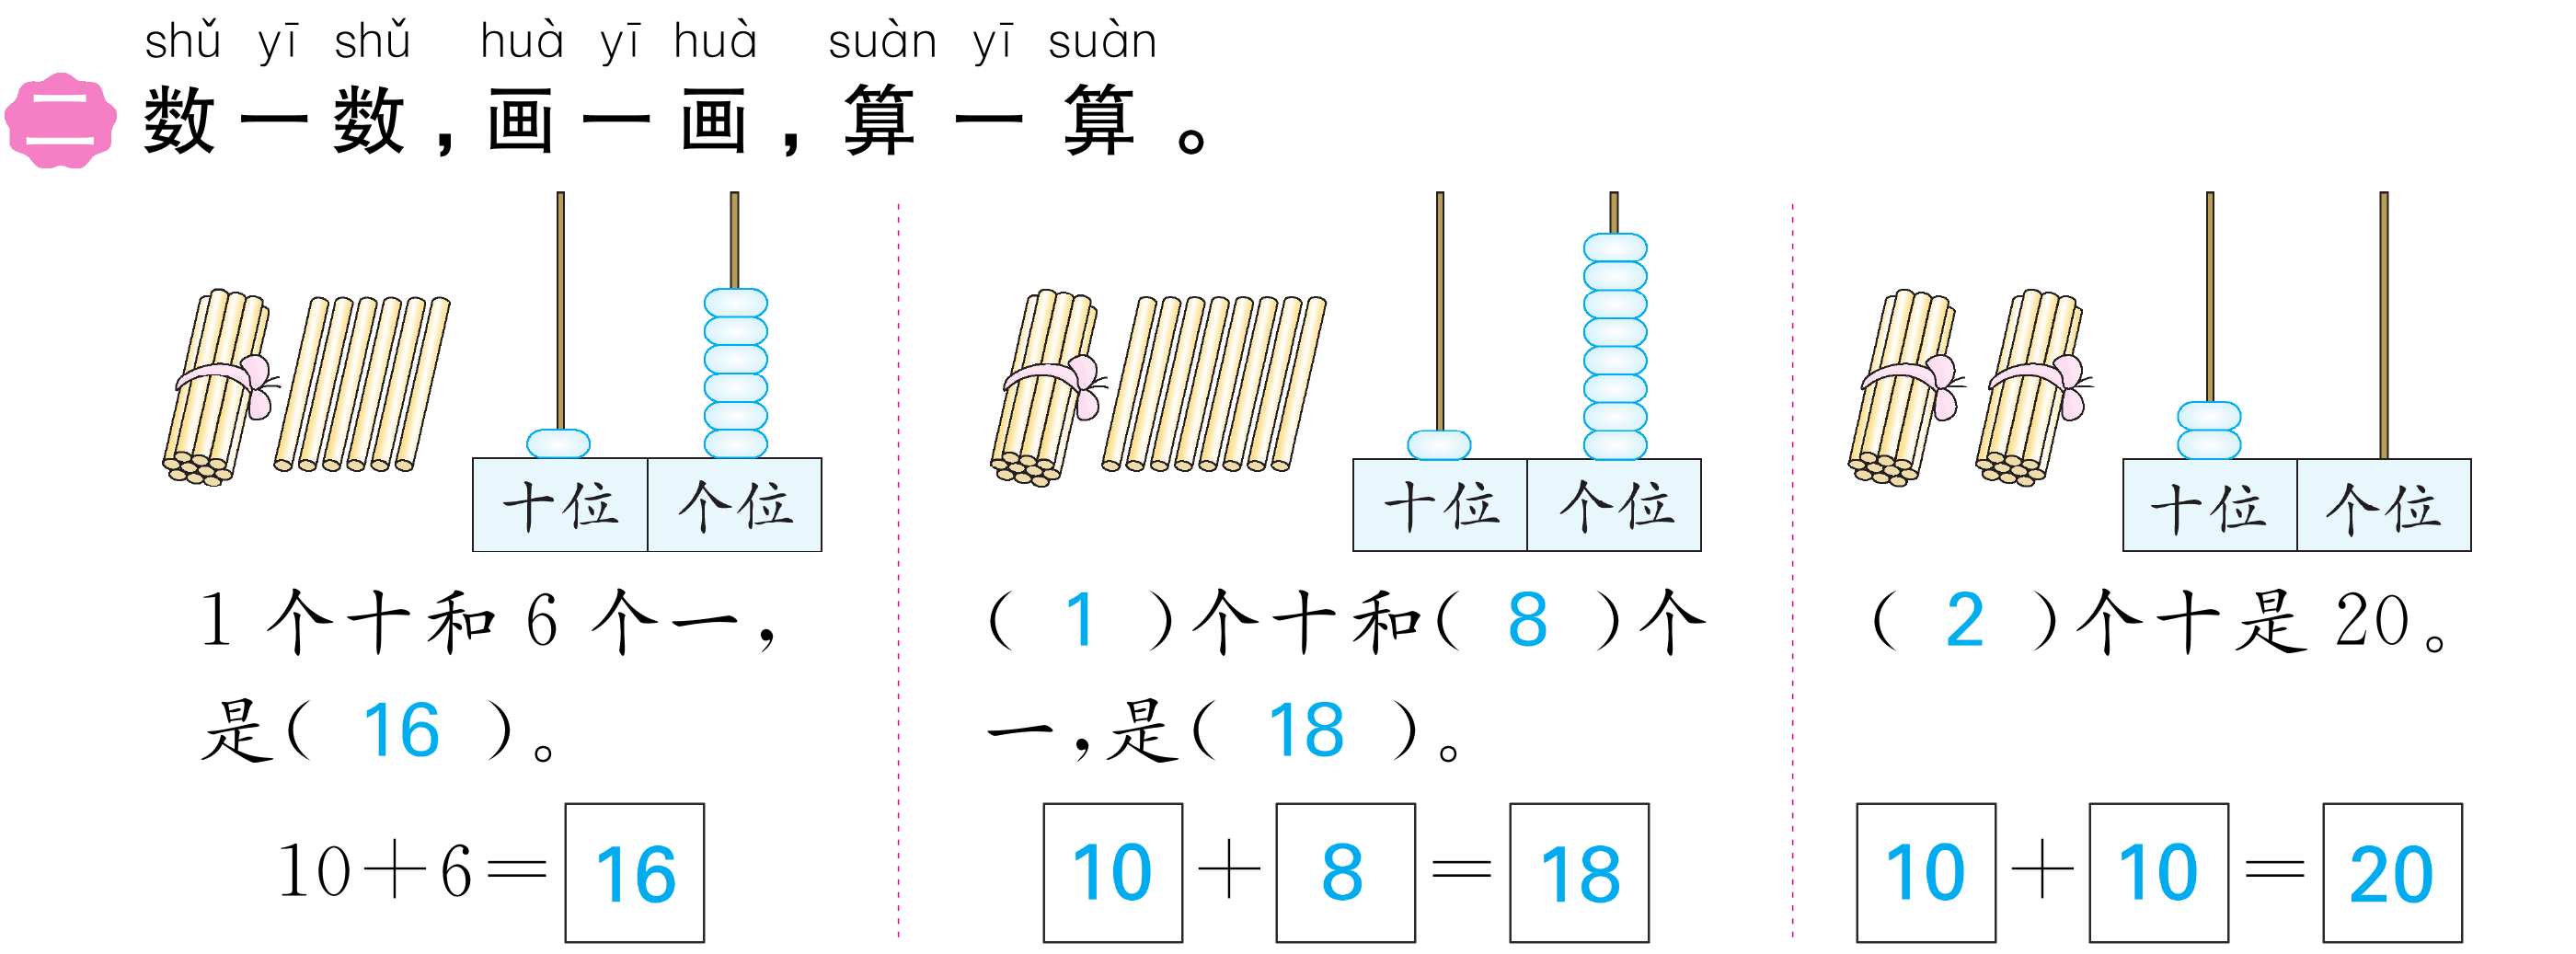 shǔ yī shǔ huà yī huà suàn yī suàn
二 数一数,画一画,算一算。
十位 个位
1 个十和 6 个一,
是( 16 )。
10+6=16
十位 个位
( 1 )个十和( 8 )个
一,是( 18 )。
10+8=18
十位 个位
( 2 )个十是 20。
10+10=20